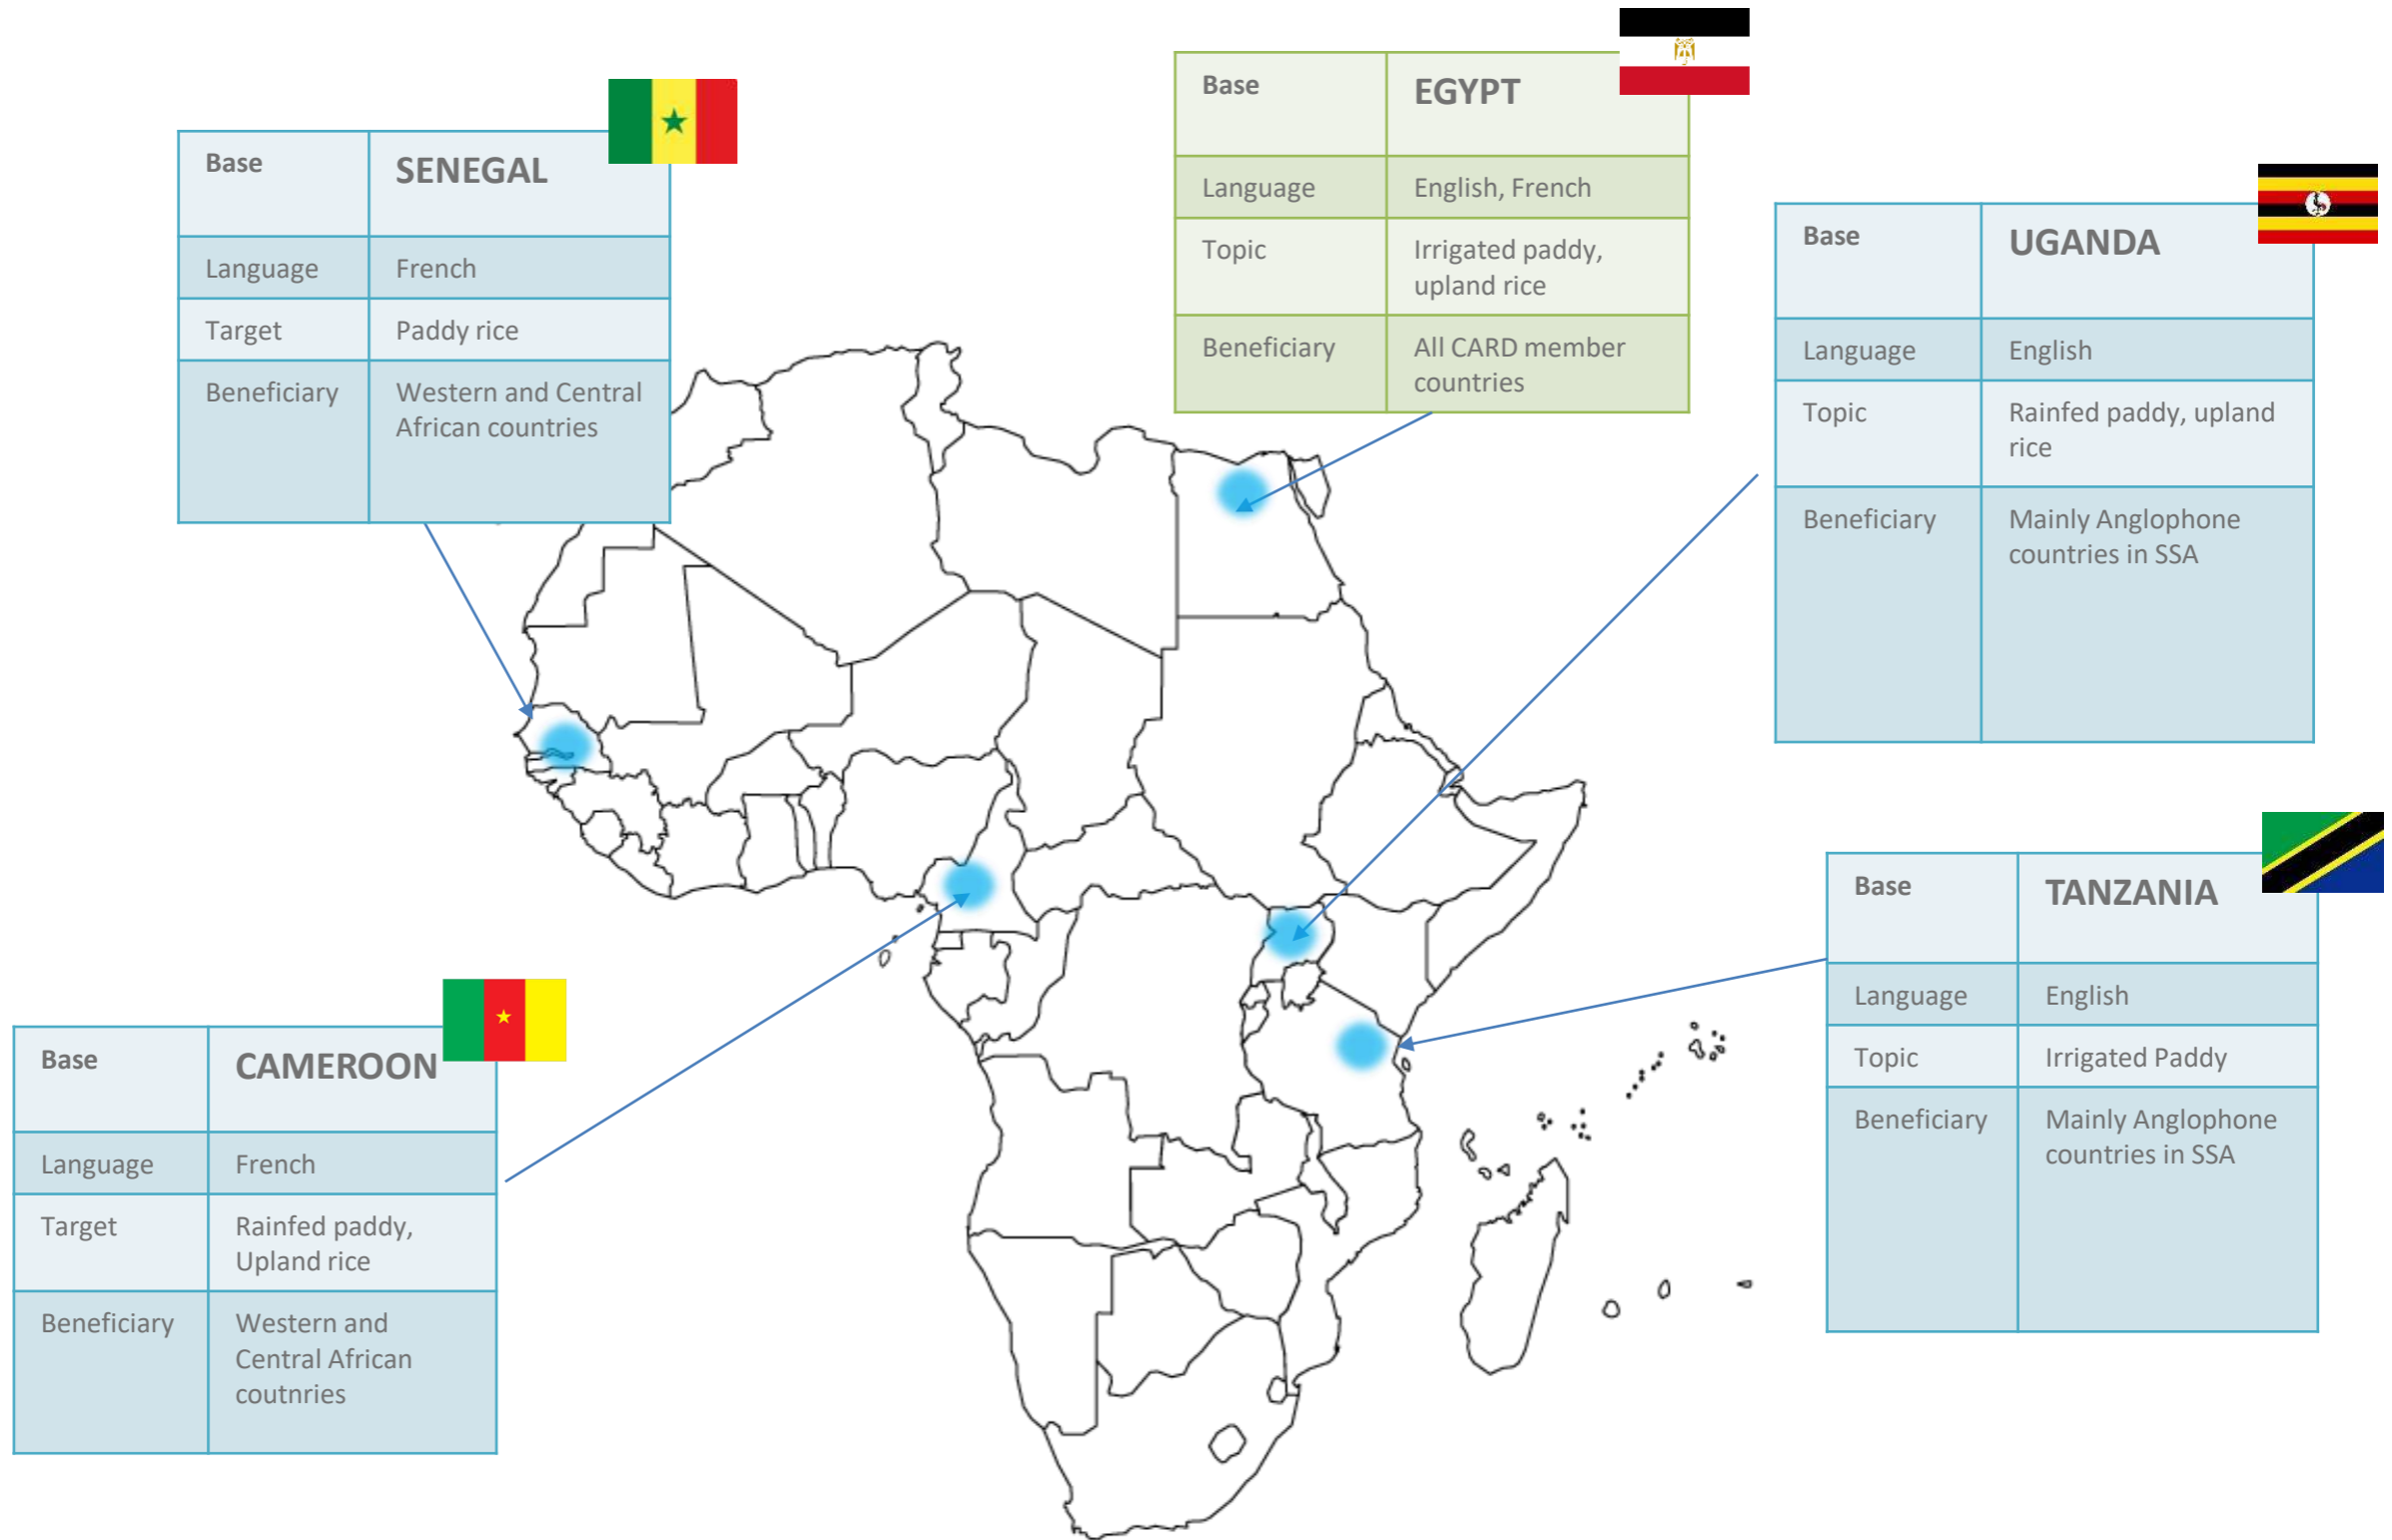 Base SENEGAL
Language French
Target Paddy rice
Beneficiary Western and Central
African countries
Base EGYPT
Language English, French
Topic Irrigated paddy,
upland rice
Beneficiary All CARD member
countries
Base UGANDA
Language English
Topic Rainfed paddy, upland
rice
Beneficiary Mainly Anglophone
countries in SSA
Base TANZANIA
Language English
Topic Irrigated Paddy
Beneficiary Mainly Anglophone
countries in SSA
Base CAMEROON
Language French
Target Rainfed paddy,
Upland rice
Beneficiary Western and
Central African
coutnries